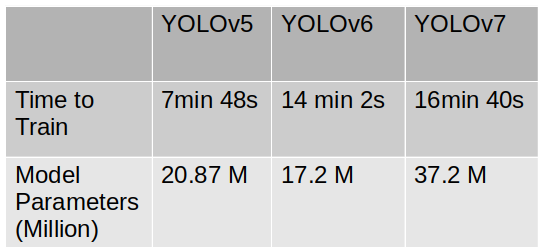 YOLOv5 YOLOv6 YOLOv7
Time to 7min 48s 14 min 2s 16min 40s
Train
Model 20.87 M 17.2 M 37.2 M
Parameters
(Million)